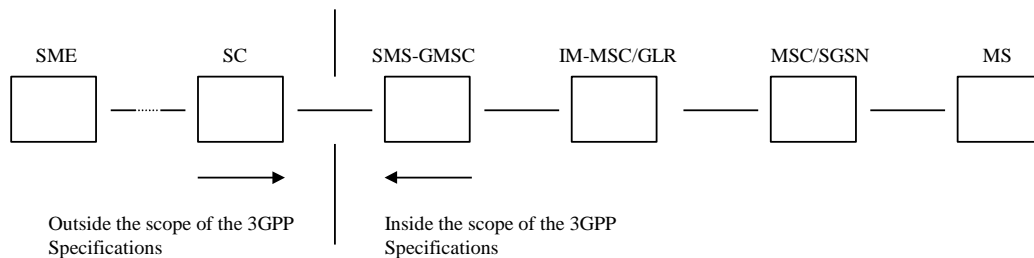 SME
SC
SMS-GMSC
IM-MSC/GLR
MSC/SGSN
MS
Outside the scope of the 3GPP
Specifications
Inside the scope of the 3GPP
Specifications